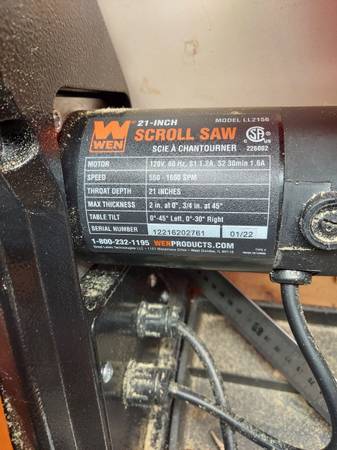 21-INCH MODEL LL2156
WEN SCROLL SAW
SCIE À CHANTOURNER 226002
MOTOR 120V, 60 Hz, S1 1.2A, S2 30min 1.6A
SPEED 550 - 1600 SPM
THROAT DEPTH 21 INCHES
MAX THICKNESS 2 in. at 0°, 3/4 in. at 45°
TABLE TILT 0°-45° Left, 0°-30° Right
SERIAL NUMBER 12216202761 01/22
1-800-232-1195 WENPRODUCTS.COM